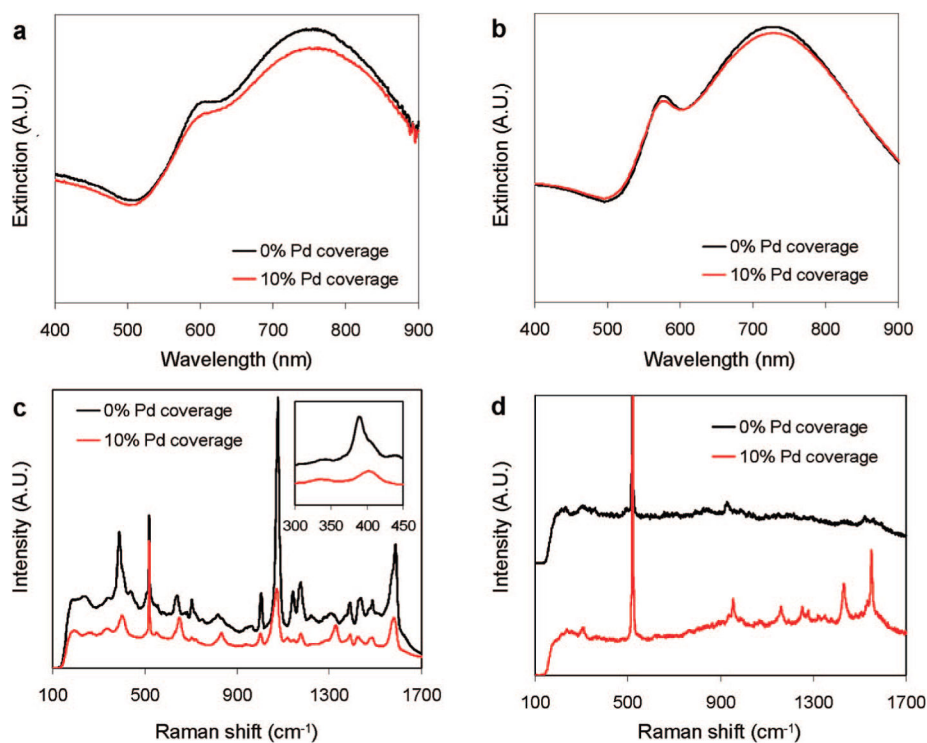 a
Extinction (A.U.)
0% Pd coverage
10% Pd coverage
400 500 600 700 800 900
Wavelength (nm)
b
Extinction (A.U.)
0% Pd coverage
10% Pd coverage
400 500 600 700 800 900
Wavelength (nm)
c
Intensity (A.U.)
0% Pd coverage
10% Pd coverage
300 350 400 450
100 500 900 1300 1700
Raman shift (cm⁻¹)
d
Intensity (A.U.)
0% Pd coverage
10% Pd coverage
100 500 900 1300 1700
Raman shift (cm⁻¹)